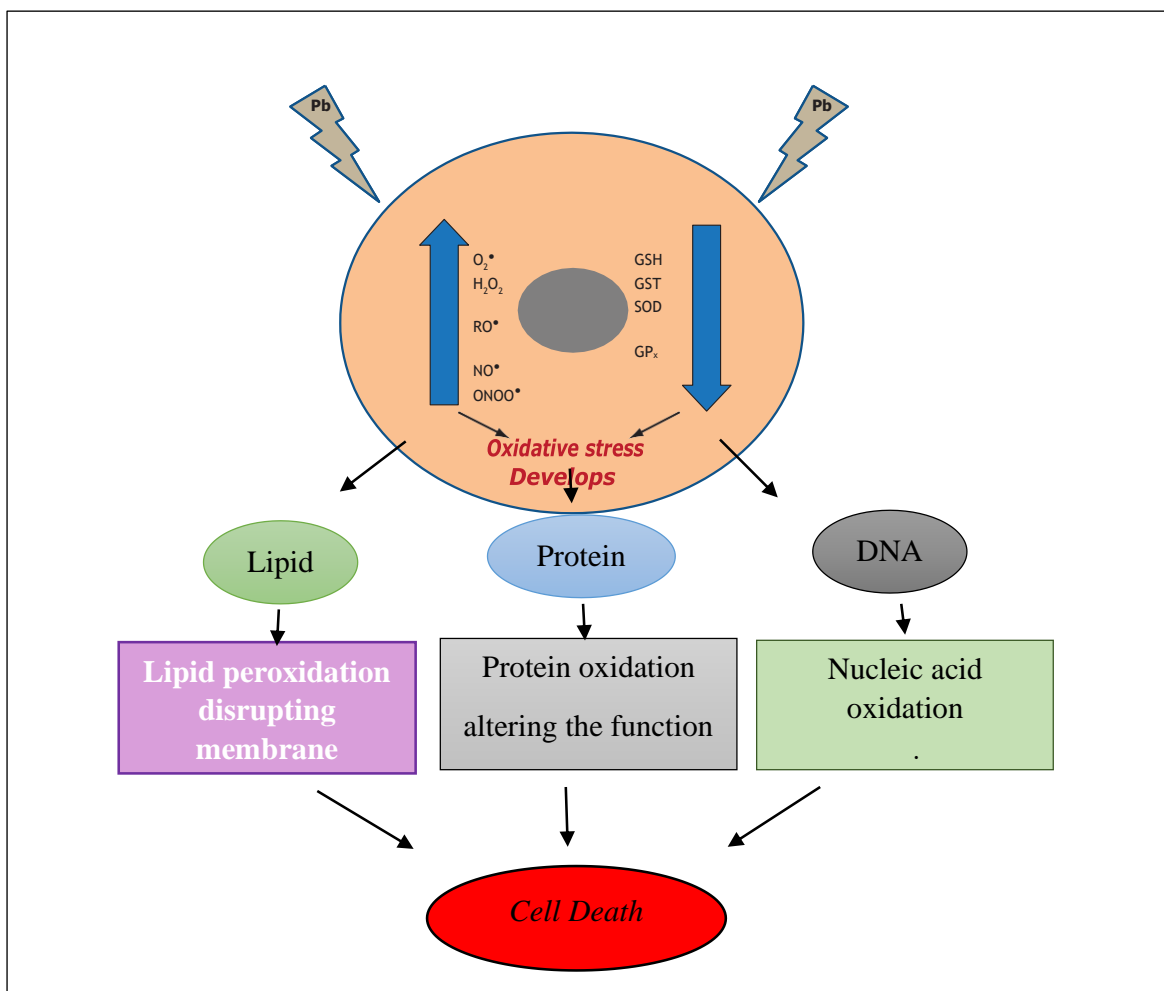 Pb
Pb
O₂•
H₂O₂
RO•
NO•
ONOO•
GSH
GST
SOD
GPₓ
Oxidative stress
Develops
Lipid
Protein
DNA
Lipid peroxidation
disrupting
membrane
Protein oxidation
altering the function
Nucleic acid
oxidation
.
Cell Death